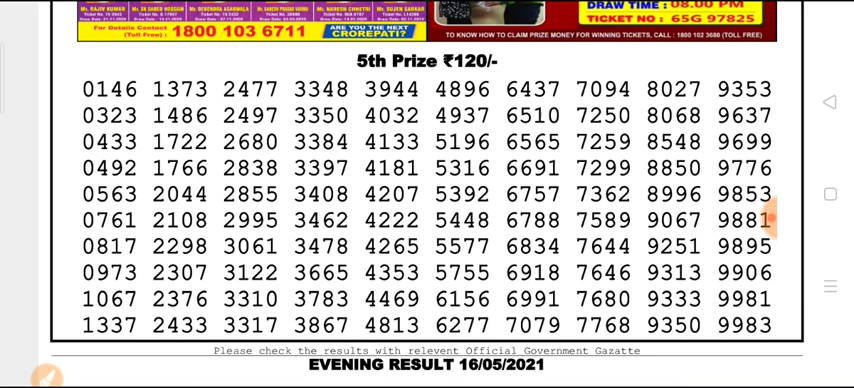 Mr. RAJIV KUMAR Mr. SK SABED HOSSAIN Mr. DEBENDRA AGARWALA Mr. NARESH CHHETRI Mr. DUJEN SARKAR
DRAW TIME : 08.00 PM
TICKET NO : 65G 97825
For Details Contact (Toll Free) : 1800 103 6711
ARE YOU THE NEXT CROREPATI?
TO KNOW HOW TO CLAIM PRIZE MONEY FOR WINNING TICKETS, CALL : 1800 102 3680 (TOLL FREE)
5th Prize ₹120/-
0146 1373 2477 3348 3944 4896 6437 7094 8027 9353
0323 1486 2497 3350 4032 4937 6510 7250 8068 9637
0433 1722 2680 3384 4133 5196 6565 7259 8548 9699
0492 1766 2838 3397 4181 5316 6691 7299 8850 9776
0563 2044 2855 3408 4207 5392 6757 7362 8996 9853
0761 2108 2995 3462 4222 5448 6788 7589 9067 9881
0817 2298 3061 3478 4265 5577 6834 7644 9251 9895
0973 2307 3122 3665 4353 5755 6918 7646 9313 9906
1067 2376 3310 3783 4469 6156 6991 7680 9333 9981
1337 2433 3317 3867 4813 6277 7079 7768 9350 9983
Please check the results with relevent Official Government Gazatte
EVENING RESULT 16/05/2021